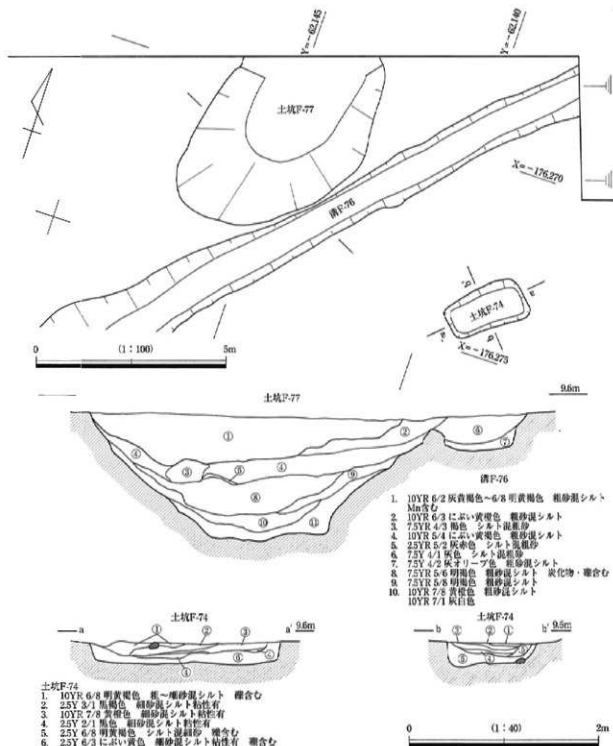 Y=-62.145
Y=-62.140
土坑F-77
X=-176.270
溝F-76
土坑F-74
b'
a'
a
b
X=-176.275
0 (1:100) 5m
土坑F-77
9.6m
① ② ③ ④ ⑤ ④ ④ ⑥ ⑦ ⑧ ⑨ ⑩ ⑪
溝F-76
1. 10YR 6/2 灰黄褐色～6/8 明黄褐色 粗砂混シルト
Mn含む
2. 10YR 6/3 にぶい黄橙色 粗砂混シルト
3. 7.5YR 4/3 褐色 シルト混粗砂
4. 10YR 5/4 にぶい黄褐色 粗砂混シルト
5. 2.5YR 5/2 灰赤色 シルト混粗砂
6. 7.5Y 4/1 灰色 シルト混粗砂
7. 7.5Y 4/2 灰オリーブ色 粗砂混シルト
8. 7.5YR 5/6 明褐色 粗砂混シルト 炭化物・礫含む
9. 7.5YR 5/8 明褐色 粗砂混シルト
10. 10YR 7/8 黄橙色 粗砂混シルト
10YR 7/1 灰白色
土坑F-74
a a' 9.6m
① ② ③ ④ ⑥ ④
土坑F-74
b b' 9.6m
③ ② ① ⑤ ④
土坑F-74
1. 10YR 6/8 明黄褐色 粗～細砂混シルト 礫含む
2. 2.5Y 3/1 黒褐色 細砂混シルト粘性有
3. 10YR 7/8 黄橙色 細砂混シルト粘性有
4. 2.5Y 2/1 黒色 細砂混シルト粘性有
5. 2.5Y 6/8 明黄褐色 シルト混細砂 礫含む
6. 2.5Y 6/3 にぶい黄色 細砂混シルト粘性有 礫含む
0 (1:40) 2m